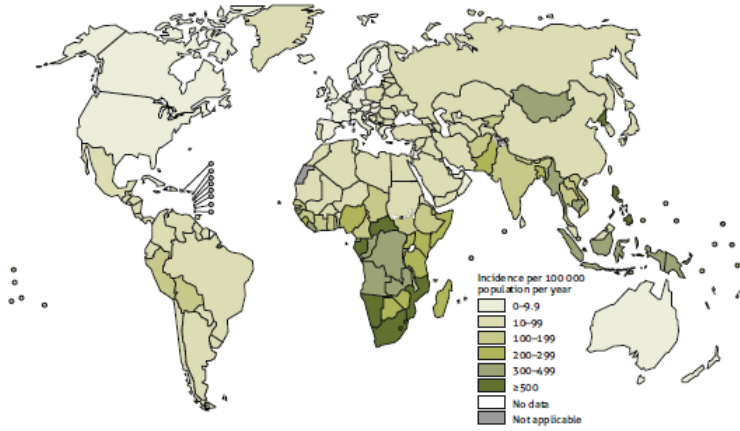 Incidence per 100 000
population per year
0–9.9
10–99
100–199
200–299
300–499
≥500
No data
Not applicable